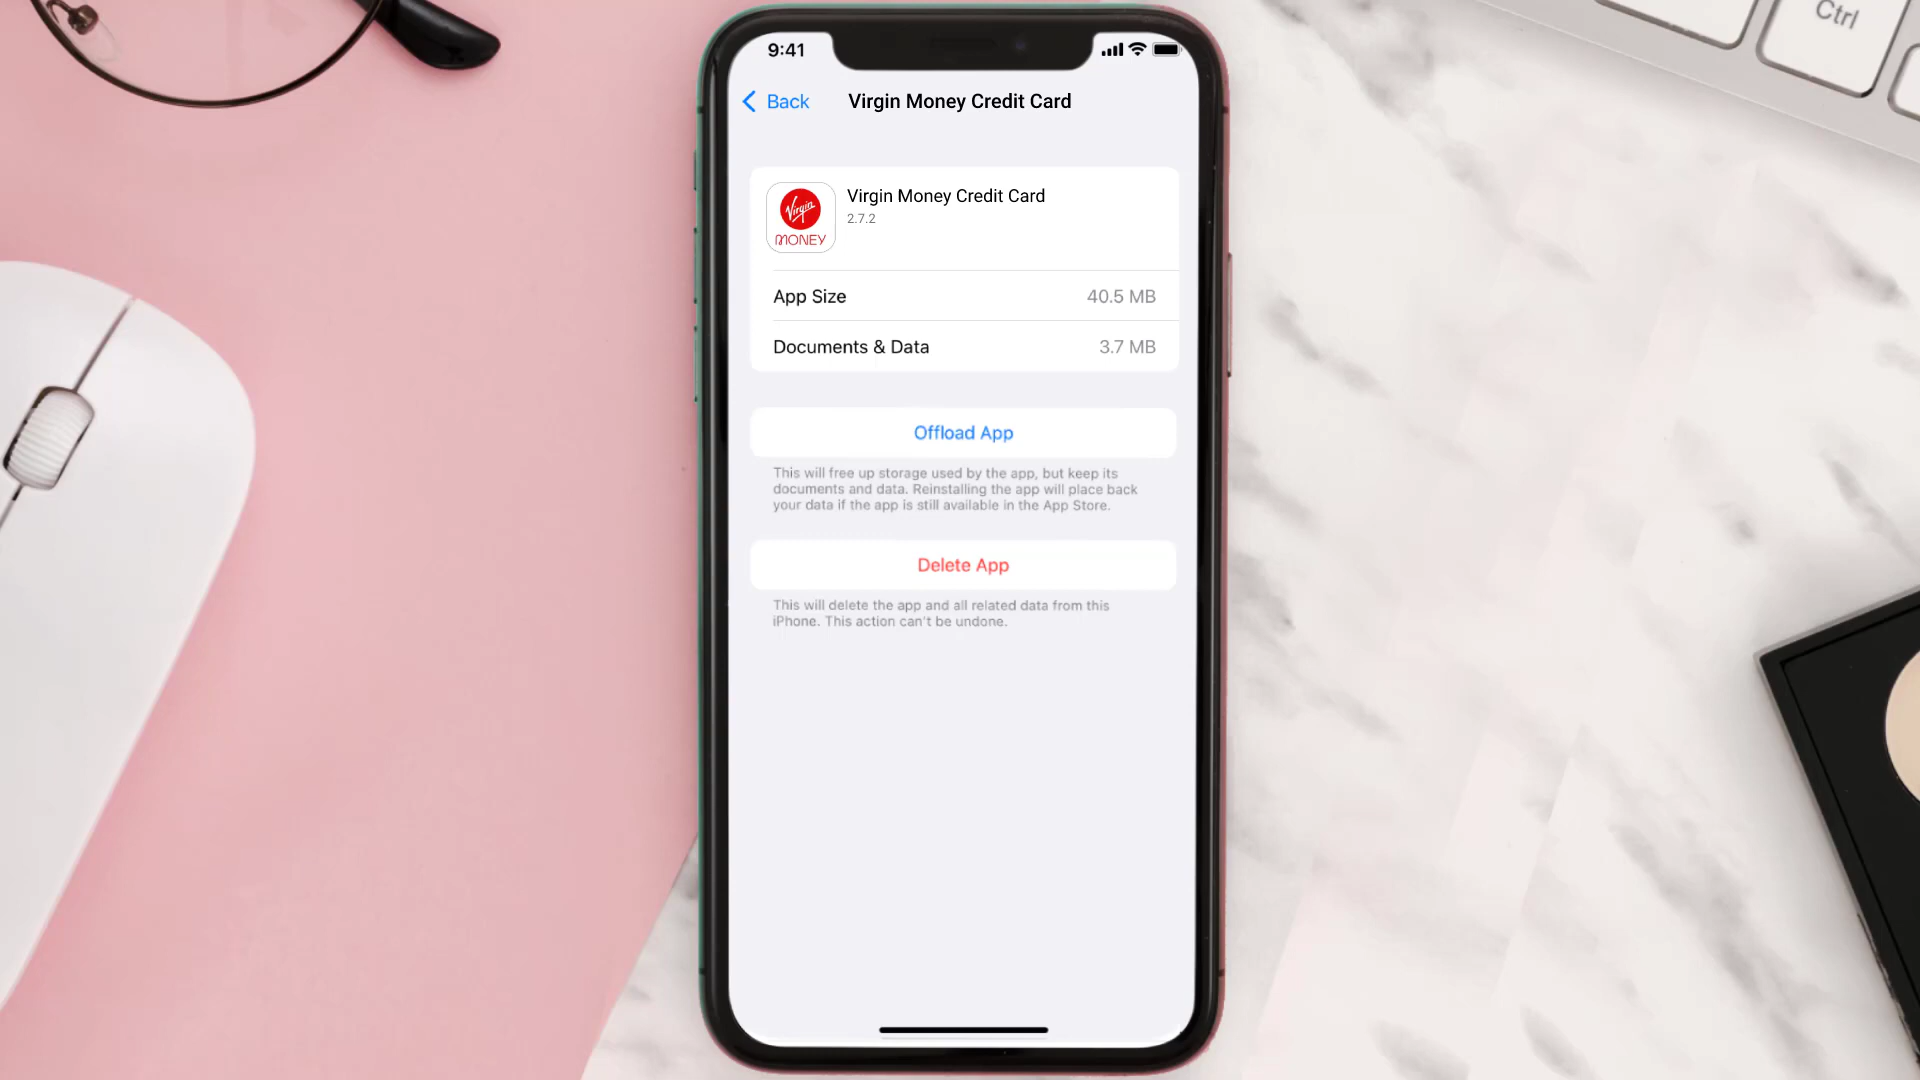 Ctrl
9:41
Back
Virgin Money Credit Card
Virgin
MONEY
Virgin Money Credit Card
2.7.2
App Size
40.5 MB
Documents & Data
3.7 MB
Offload App
This will free up storage used by the app, but keep its
documents and data. Reinstalling the app will place back
your data if the app is still available in the App Store.
Delete App
This will delete the app and all related data from this
iPhone. This action can't be undone.